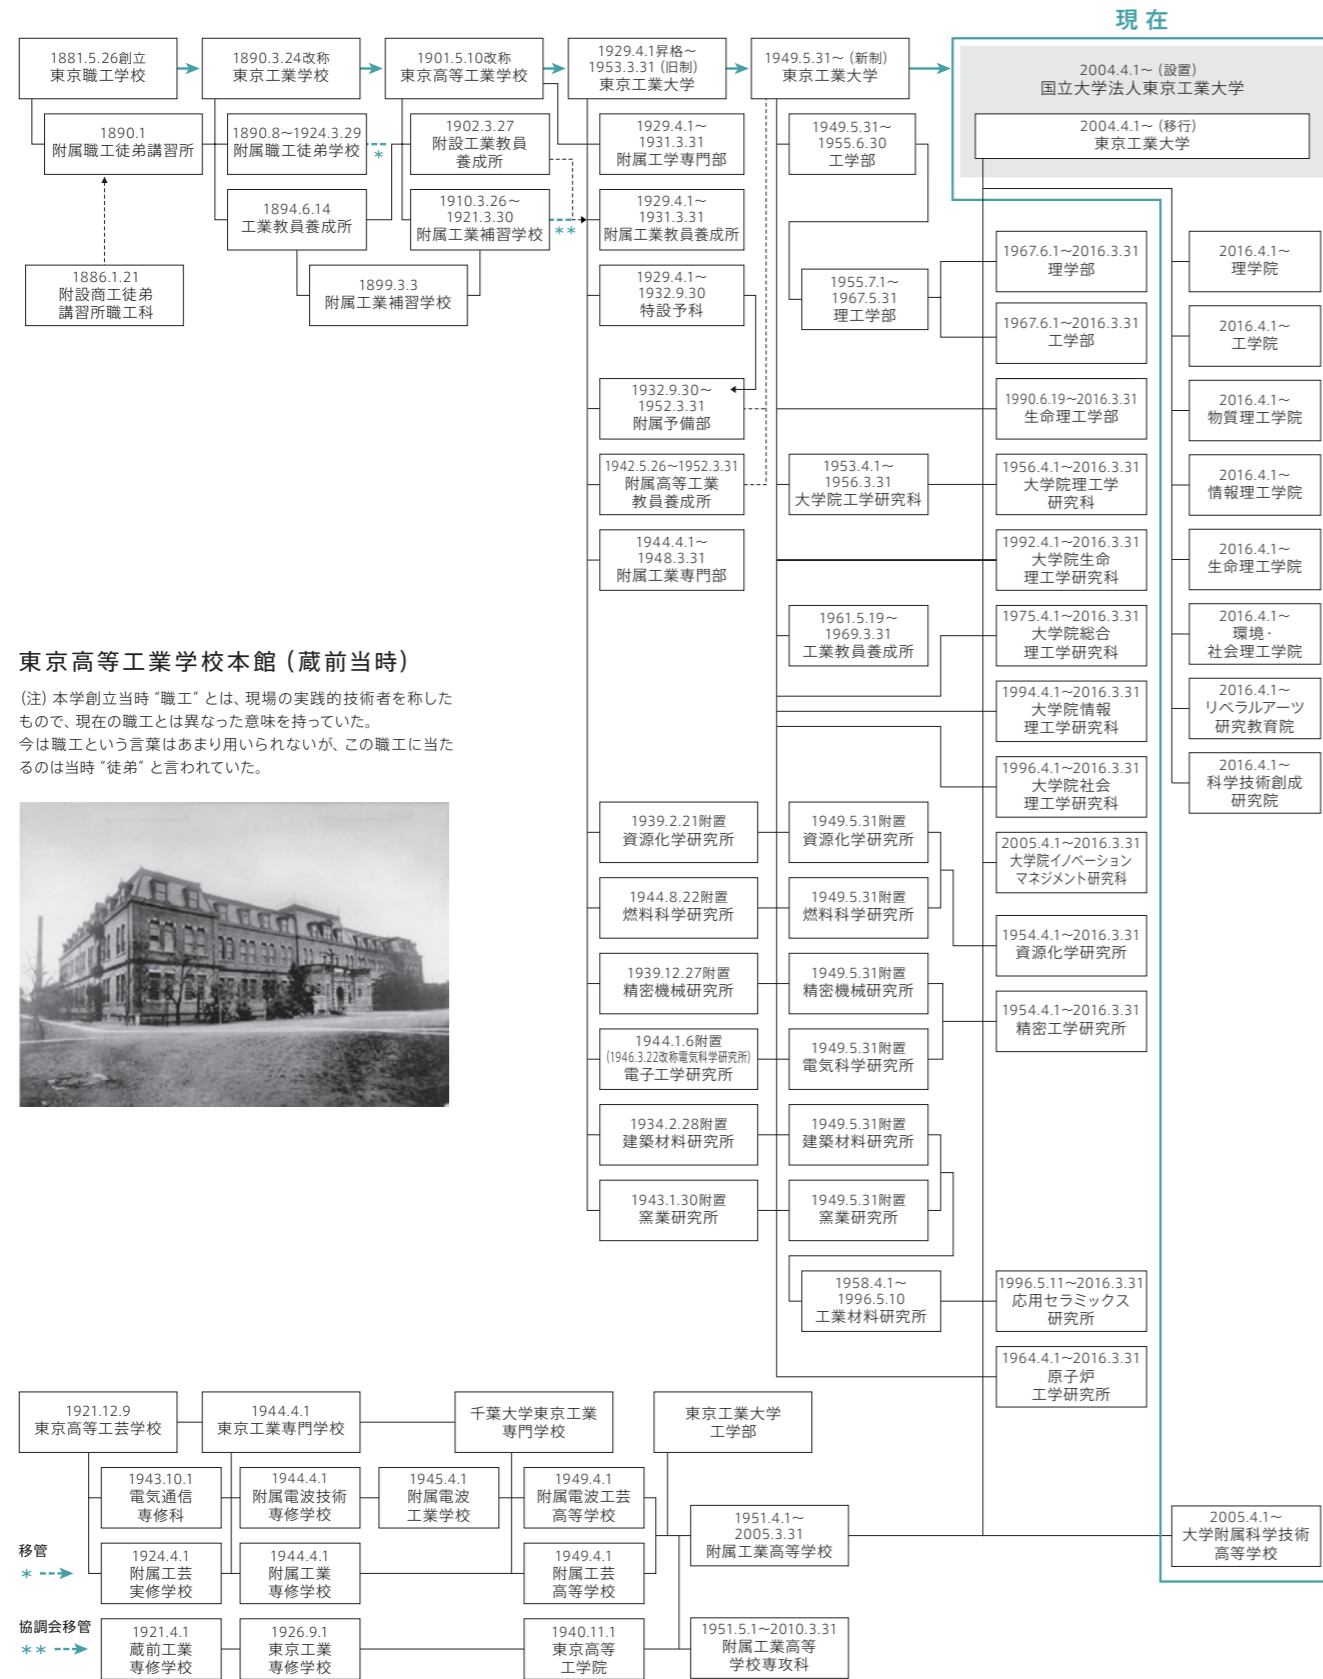 現在
1881.5.26創立
東京職工学校
1890.3.24改称
東京工業学校
1901.5.10改称
東京高等工業学校
1929.4.1昇格～
1953.3.31 (旧制)
東京工業大学
1949.5.31～ (新制)
東京工業大学
2004.4.1～ (設置)
国立大学法人東京工業大学
2004.4.1～ (移行)
東京工業大学
1890.1
附属職工徒弟講習所
1890.8～1924.3.29
附属職工徒弟学校
*
1902.3.27
附設工業教員
養成所
1929.4.1～
1931.3.31
附属工学専門部
1949.5.31～
1955.6.30
工学部
1894.6.14
工業教員養成所
1910.3.26～
1921.3.30
附属工業補習学校
**
1929.4.1～
1931.3.31
附属工業教員養成所
1886.1.21
附設商工徒弟
講習所職工科
1899.3.3
附属工業補習学校
1929.4.1～
1932.9.30
特設予科
1955.7.1～
1967.5.31
理工学部
1967.6.1～2016.3.31
理学部
2016.4.1～
理学院
1967.6.1～2016.3.31
工学部
2016.4.1～
工学院
1932.9.30～
1952.3.31
附属予備部
1990.6.19～2016.3.31
生命理工学部
2016.4.1～
物質理工学院
1942.5.26～1952.3.31
附属高等工業
教員養成所
1953.4.1～
1956.3.31
大学院工学研究科
1956.4.1～2016.3.31
大学院理工学
研究科
2016.4.1～
情報理工学院
1944.4.1～
1948.3.31
附属工業専門部
1992.4.1～2016.3.31
大学院生命
理工学研究科
2016.4.1～
生命理工学院
1961.5.19～
1969.3.31
工業教員養成所
1975.4.1～2016.3.31
大学院総合
理工学研究科
2016.4.1～
環境・
社会理工学院
東京高等工業学校本館 (蔵前当時)
(注) 本学創立当時 “職工” とは、現場の実践的技術者を称した
もので、現在の職工とは異なった意味を持っていた。
今は職工という言葉はあまり用いられないが、この職工に当た
るのは当時 “徒弟” と言われていた。
1994.4.1～2016.3.31
大学院情報
理工学研究科
2016.4.1～
リベラルアーツ
研究教育院
1996.4.1～2016.3.31
大学院社会
理工学研究科
2016.4.1～
科学技術創成
研究院
1939.2.21附置
資源化学研究所
1949.5.31附置
資源化学研究所
2005.4.1～2016.3.31
大学院イノベーション
マネジメント研究科
1944.8.22附置
燃料科学研究所
1949.5.31附置
燃料科学研究所
1954.4.1～2016.3.31
資源化学研究所
1939.12.27附置
精密機械研究所
1949.5.31附置
精密機械研究所
1954.4.1～2016.3.31
精密工学研究所
1944.1.6附置
(1946.3.22改称電気科学研究所)
電子工学研究所
1949.5.31附置
電気科学研究所
1934.2.28附置
建築材料研究所
1949.5.31附置
建築材料研究所
1943.1.30附置
窯業研究所
1949.5.31附置
窯業研究所
1958.4.1～
1996.5.10
工業材料研究所
1996.5.11～2016.3.31
応用セラミックス
研究所
1964.4.1～2016.3.31
原子炉
工学研究所
1921.12.9
東京高等工芸学校
1944.4.1
東京工業専門学校
千葉大学東京工業
専門学校
東京工業大学
工学部
1943.10.1
電気通信
専修科
1944.4.1
附属電波技術
専修学校
1945.4.1
附属電波
工業学校
1949.4.1
附属電波工芸
高等学校
1951.4.1～
2005.3.31
附属工業高等学校
2005.4.1～
大学附属科学技術
高等学校
移管
*
1924.4.1
附属工芸
実修学校
1944.4.1
附属工業
専修学校
1949.4.1
附属工芸
高等学校
協調会移管
**
1921.4.1
蔵前工業
専修学校
1926.9.1
東京工業
専修学校
1940.11.1
東京高等
工学院
1951.5.1～2010.3.31
附属工業高等
学校専攻科